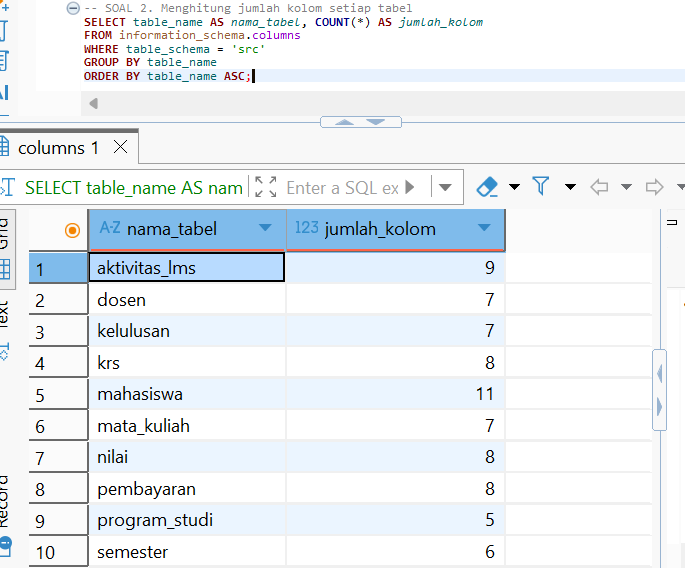 -- SOAL 2. Menghitung jumlah kolom setiap tabel
SELECT table_name AS nama_tabel, COUNT(*) AS jumlah_kolom
FROM information_schema.columns
WHERE table_schema = 'src'
GROUP BY table_name
ORDER BY table_name ASC;
columns 1
SELECT table_name AS nam
Enter a SQL ex
Grid
Text
Record
A-Z nama_tabel 123 jumlah_kolom
1 aktivitas_lms 9
2 dosen 7
3 kelulusan 7
4 krs 8
5 mahasiswa 11
6 mata_kuliah 7
7 nilai 8
8 pembayaran 8
9 program_studi 5
10 semester 6